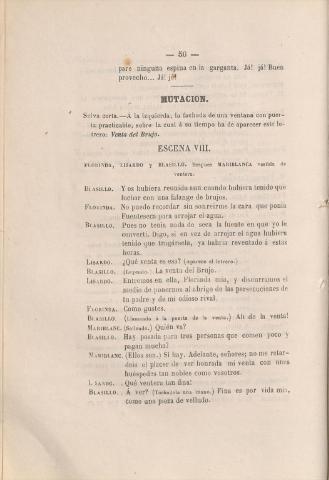 — 50 —
pare ninguno espina en la garganta. Já! já! Buen
provecho... Já! já!
MUTACION.
Selva corta.—A la izquierda, la fachada de una ventana con puer-
ta practicable, sobre la cual á su tiempo ha de aparecer este le-
trero: Venta del Brujo.
ESCENA VIII.
FLORINDA, LISARDO y BLASILLO. Despues MARIBLANCA vestida de
ventera.
BLASILLO. Y os hubiera reunido aun cuando hubiera tenido que
luchar con una falange de brujos.
FLORINDA. No puedo recordar sin sonreirme la cara que ponia
Fuenteseca para arrojar el agua.
BLASILLO. Pues no tenia nada de seca la fuente en que yo le
converti. Digo, si en vez de arrojar el agua hubiera
tenido que tragársela, ya habria reventado á estas
horas.
LISARDO. ¿Qué venta es esa? (Aparece el letrero.)
BLASILLO. (Leyendo.) La venta del Brujo.
LISARDO. Entremos en ella, Florinda mia, y discurramos el
medio de ponernos al abrigo de las persecuciones de
tu padre y de mi odioso rival.
FLORINDA. Como gustes.
BLASILLO. (Llamando á la puerta de la venta.) Ah de la venta!
MARIBLANC. (Saliendo.) Quién va?
BLASILLO. Hay posada para tres personas que comen poco y
pagan mucho?
MARIBLANC. (Ellos son.) Si hay. Adelante, señores; no me retar-
deis el placer de ver honrada mi venta con unos
huéspedes tan nobles como vosotros.
LISARDO. ¡Qué ventera tan fina!
BLASILLO. A ver? (Tocándola una mano.) Fina es por vida mia,
como una pieza de velludo.